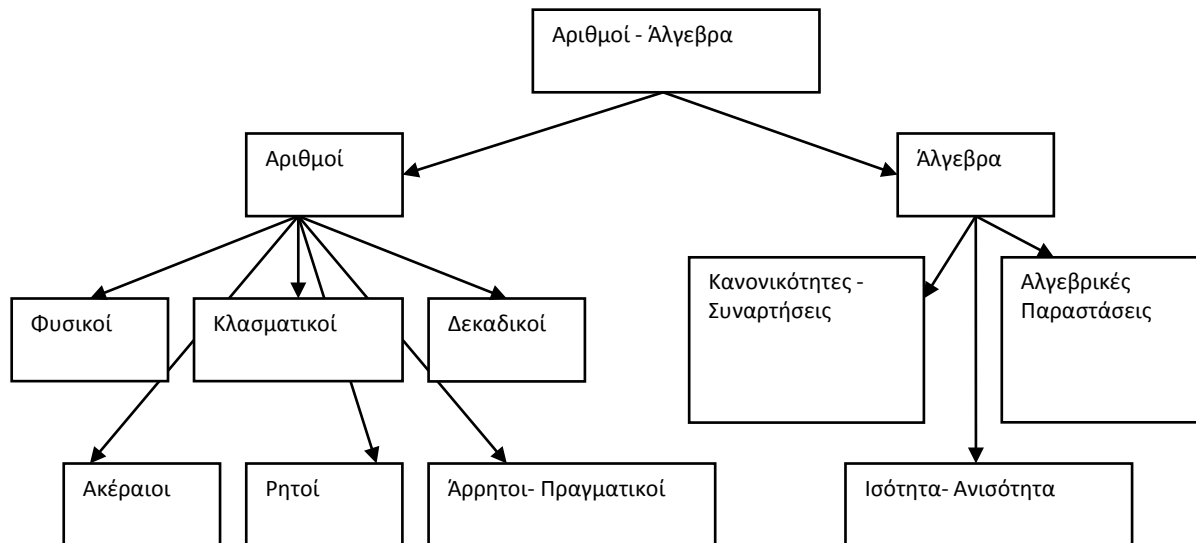 Αριθμοί - Άλγεβρα
Αριθμοί
Άλγεβρα
Κανονικότητες -
Συναρτήσεις
Αλγεβρικές
Παραστάσεις
Φυσικοί
Κλασματικοί
Δεκαδικοί
Ακέραιοι
Ρητοί
Άρρητοι- Πραγματικοί
Ισότητα- Ανισότητα